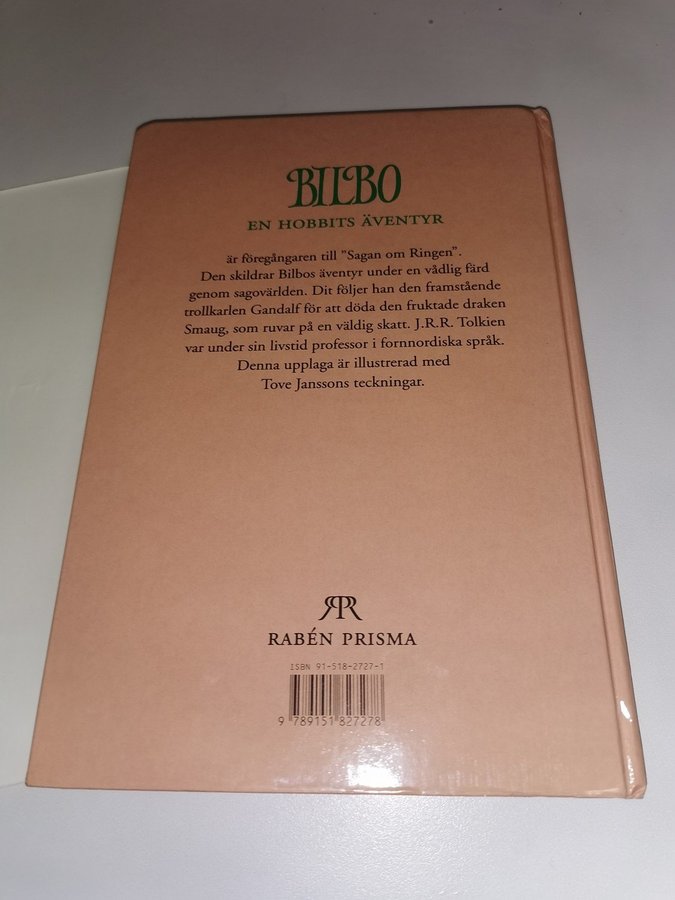 BILBO
EN HOBBITS ÄVENTYR
är föregångaren till "Sagan om Ringen".
Den skildrar Bilbos äventyr under en vådlig färd
genom sagovärlden. Dit följer han den framstående
trollkarlen Gandalf för att döda den fruktade draken
Smaug, som ruvar på en väldig skatt. J.R.R. Tolkien
var under sin livstid professor i fornnordiska språk.
Denna upplaga är illustrerad med
Tove Janssons teckningar.
RPR
RABÉN PRISMA
ISBN 91-518-2727-1
9 789151 827278